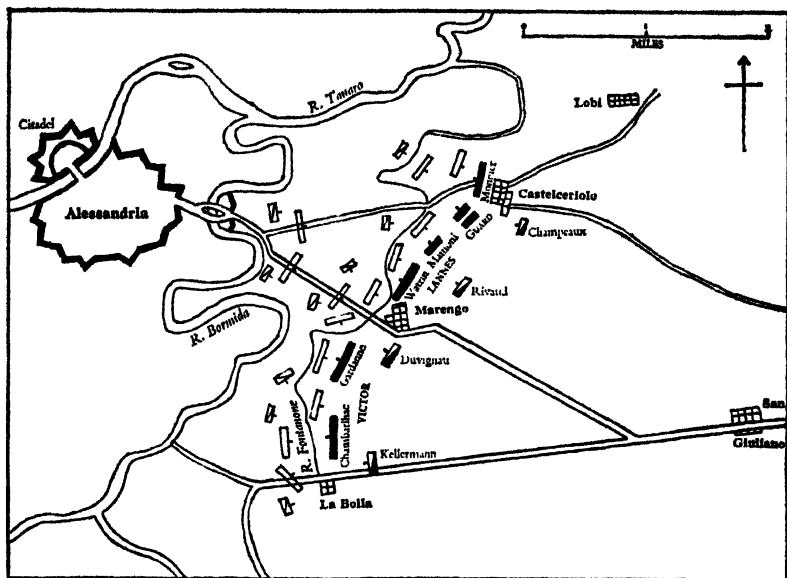 MILES
R. Tanaro
Lobi
Citadel
Monnier
Castelceriolo
Alessandria
GUARD
Champeaux
Mainoni
LANNES
Watrin
Rivaud
Marengo
R. Bormida
Gardanne
Duvignau
VICTOR
San
Giuliano
R. Fontanone
Chambarlhac
Kellermann
La Bolla